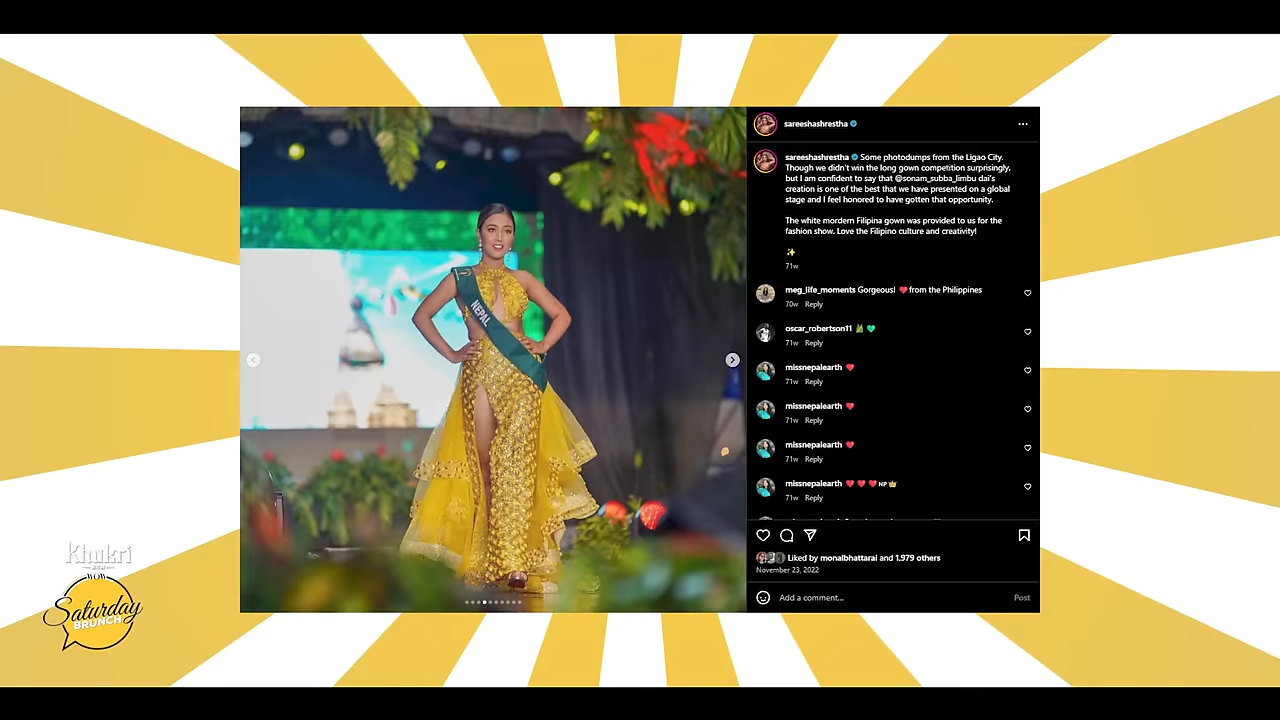 NEPAL
sareeshashrestha
sareeshashrestha Some photodumps from the Ligao City.
Though we didn't win the long gown competition surprisingly,
but I am confident to say that @sonam_subba_limbu dai's
creation is one of the best that we have presented on a global
stage and I feel honored to have gotten that opportunity.
The white mordern Filipina gown was provided to us for the
fashion show. Love the Filipino culture and creativity!
✨
71w
meg_life_moments Gorgeous! ❤️from the Philippines
70w Reply
oscar_robertson11
71w Reply
missnepalearth ❤️
71w Reply
missnepalearth ❤️
71w Reply
missnepalearth ❤️
71w Reply
missnepalearth ❤️❤️❤️ NP 👑
71w Reply
Liked by monalbhattarai and 1,979 others
November 23, 2022
Add a comment...
Post
Khukri
WOW
Saturday
BRUNCH